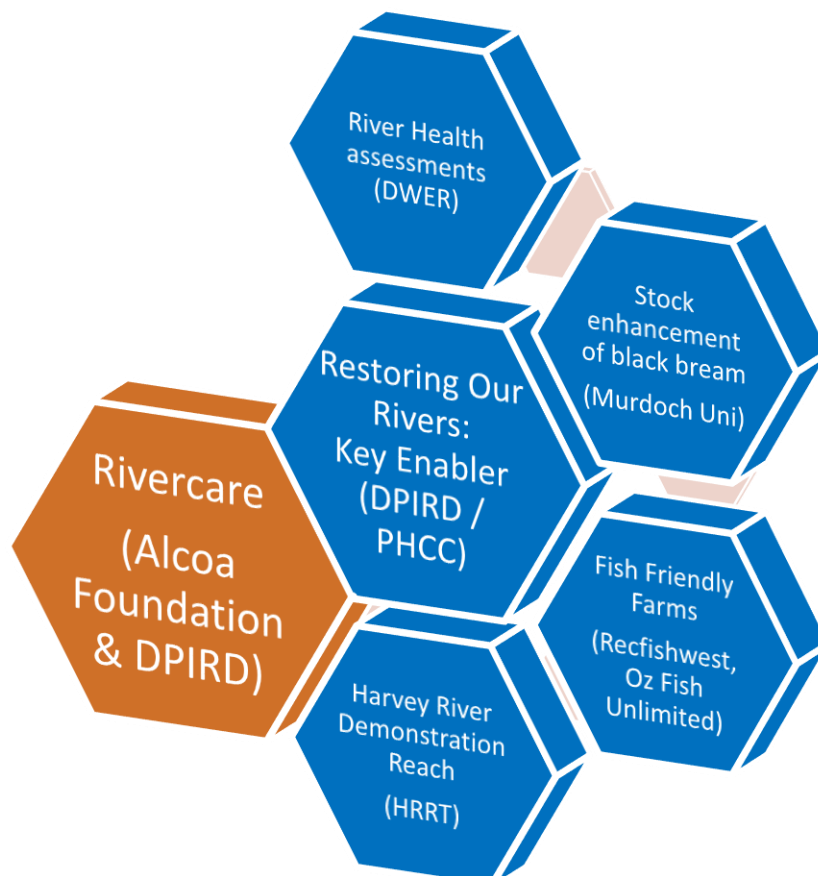 River Health
assessments
(DWER)
Stock
enhancement
of black bream
(Murdoch Uni)
Restoring Our
Rivers:
Key Enabler
(DPIRD /
PHCC)
Rivercare
(Alcoa
Foundation
& DPIRD)
Fish Friendly
Farms
(Recfishwest,
Oz Fish
Unlimited)
Harvey River
Demonstration
Reach
(HRRT)